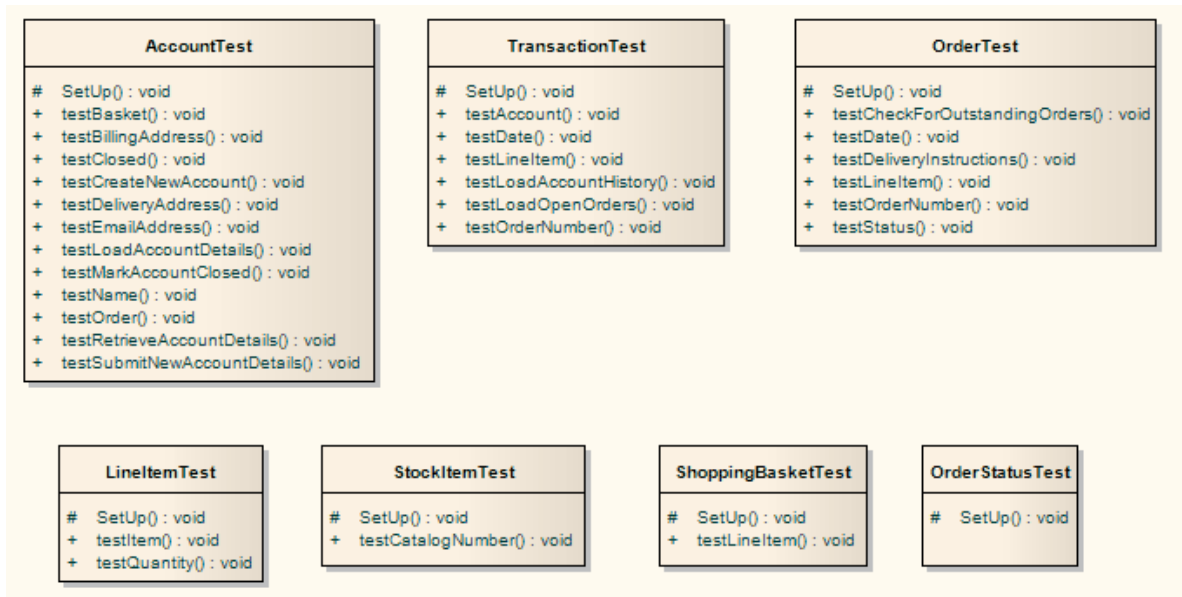 AccountTest
# SetUp() : void
+ testBasket() : void
+ testBillingAddress() : void
+ testClosed() : void
+ testCreateNewAccount() : void
+ testDeliveryAddress() : void
+ testEmailAddress() : void
+ testLoadAccountDetails() : void
+ testMarkAccountClosed() : void
+ testName() : void
+ testOrder() : void
+ testRetrieveAccountDetails() : void
+ testSubmitNewAccountDetails() : void
TransactionTest
# SetUp() : void
+ testAccount() : void
+ testDate() : void
+ testLineItem() : void
+ testLoadAccountHistory() : void
+ testLoadOpenOrders() : void
+ testOrderNumber() : void
OrderTest
# SetUp() : void
+ testCheckForOutstandingOrders() : void
+ testDate() : void
+ testDeliveryInstructions() : void
+ testLineItem() : void
+ testOrderNumber() : void
+ testStatus() : void
LineItemTest
# SetUp() : void
+ testItem() : void
+ testQuantity() : void
StockItemTest
# SetUp() : void
+ testCatalogNumber() : void
ShoppingBasketTest
# SetUp() : void
+ testLineItem() : void
OrderStatusTest
# SetUp() : void